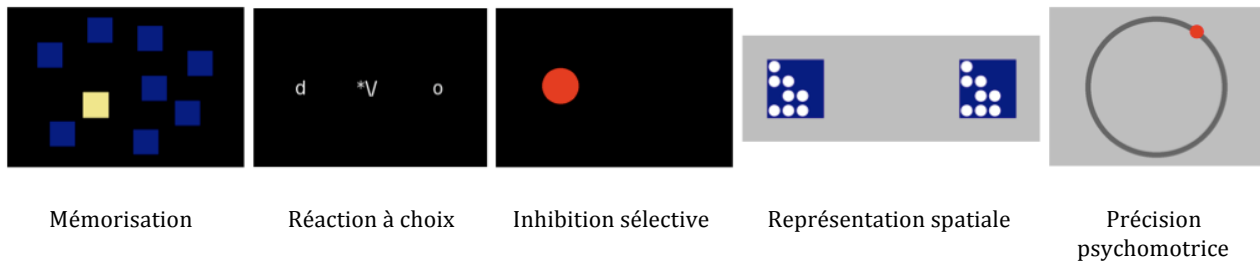 d *\/ o
Mémorisation
Réaction à choix
Inhibition sélective
Représentation spatiale
Précision
psychomotrice